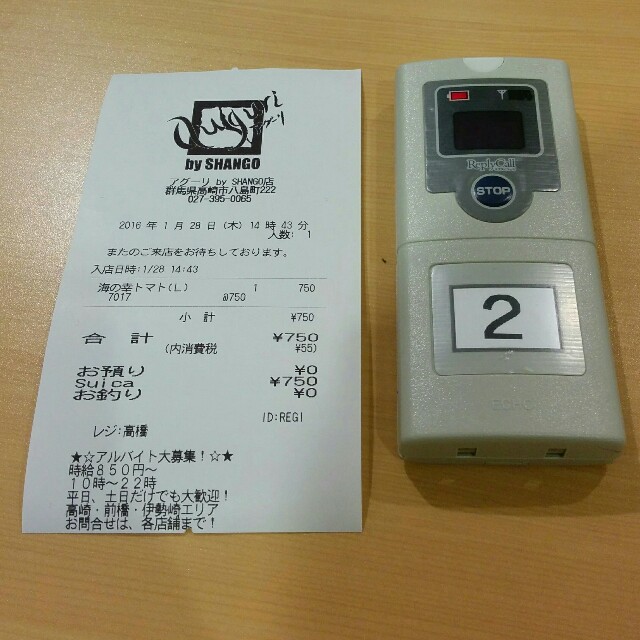 Auguri
アグーリ
by SHANGO
アグーリ by SHANGO店
群馬県高崎市八島町222
027-395-0065
2016 年 1 月 28 日 (木) 14 時 43 分
人数: 1
またのご来店をお待ちしております。
入店日時:1/28 14:43
海の幸トマト(L) 1 750
7017 @750
小 計 ¥750
合 計 ¥750
(内消費税 ¥55)
お預り ¥0
Suica ¥750
お釣り ¥0
ID:REG1
レジ:高橋
★☆アルバイト大募集！☆★
時給８５０円～
１０時～２２時
平日、土日だけでも大歓迎！
高崎・前橋・伊勢崎エリア
お問合せは、各店舗まで！
ReplyCall
STOP
2